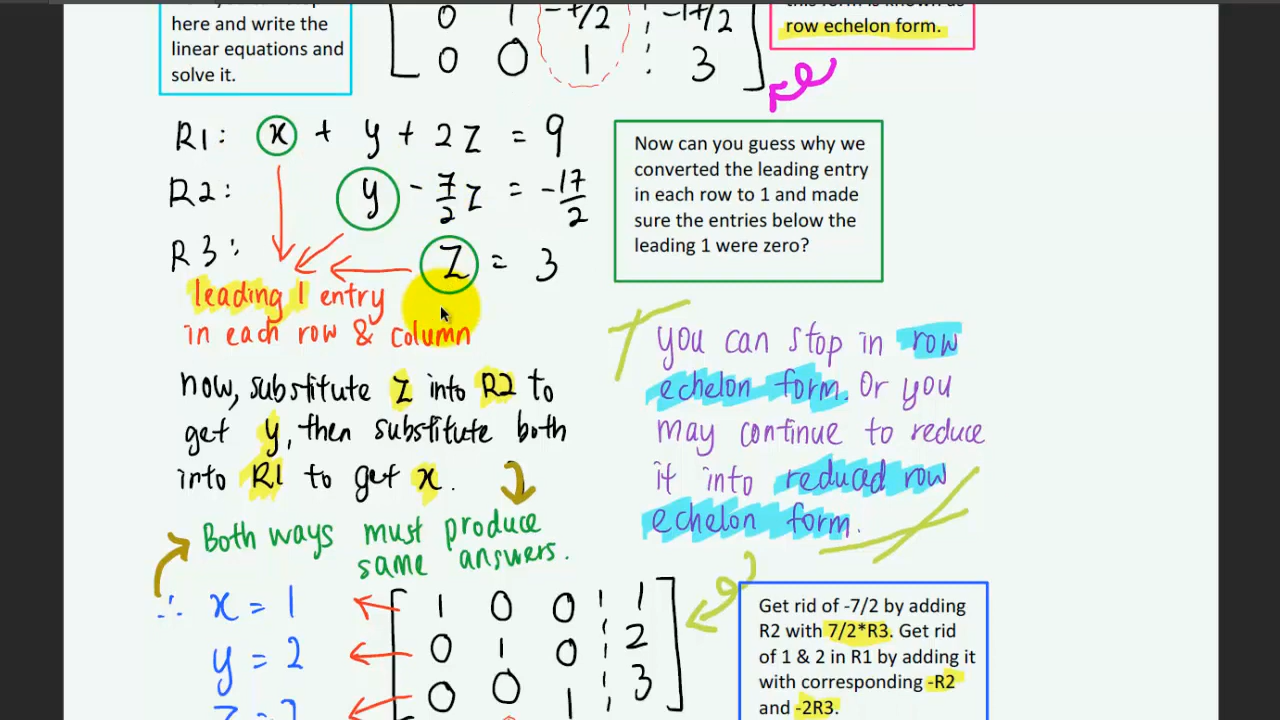 here and write the
linear equations and
solve it.
0 1 -7/2 ¦ -17/2
0 0 1 ¦ 3
row echelon form.
R1: x + y + 2z = 9
R2: y - 7/2 z = -17/2
R3: z = 3
leading 1 entry
in each row & column
Now can you guess why we
converted the leading entry
in each row to 1 and made
sure the entries below the
leading 1 were zero?
now, substitute z into R2 to
get y, then substitute both
into R1 to get x.
you can stop in row
echelon form. Or you
may continue to reduce
it into reduced row
echelon form.
Both ways must produce
same answers.
∴ x = 1
y = 2
1 0 0 ¦ 1
0 1 0 ¦ 2
0 0 1 ¦ 3
Get rid of -7/2 by adding
R2 with 7/2*R3. Get rid
of 1 & 2 in R1 by adding it
with corresponding -R2
and -2R3.